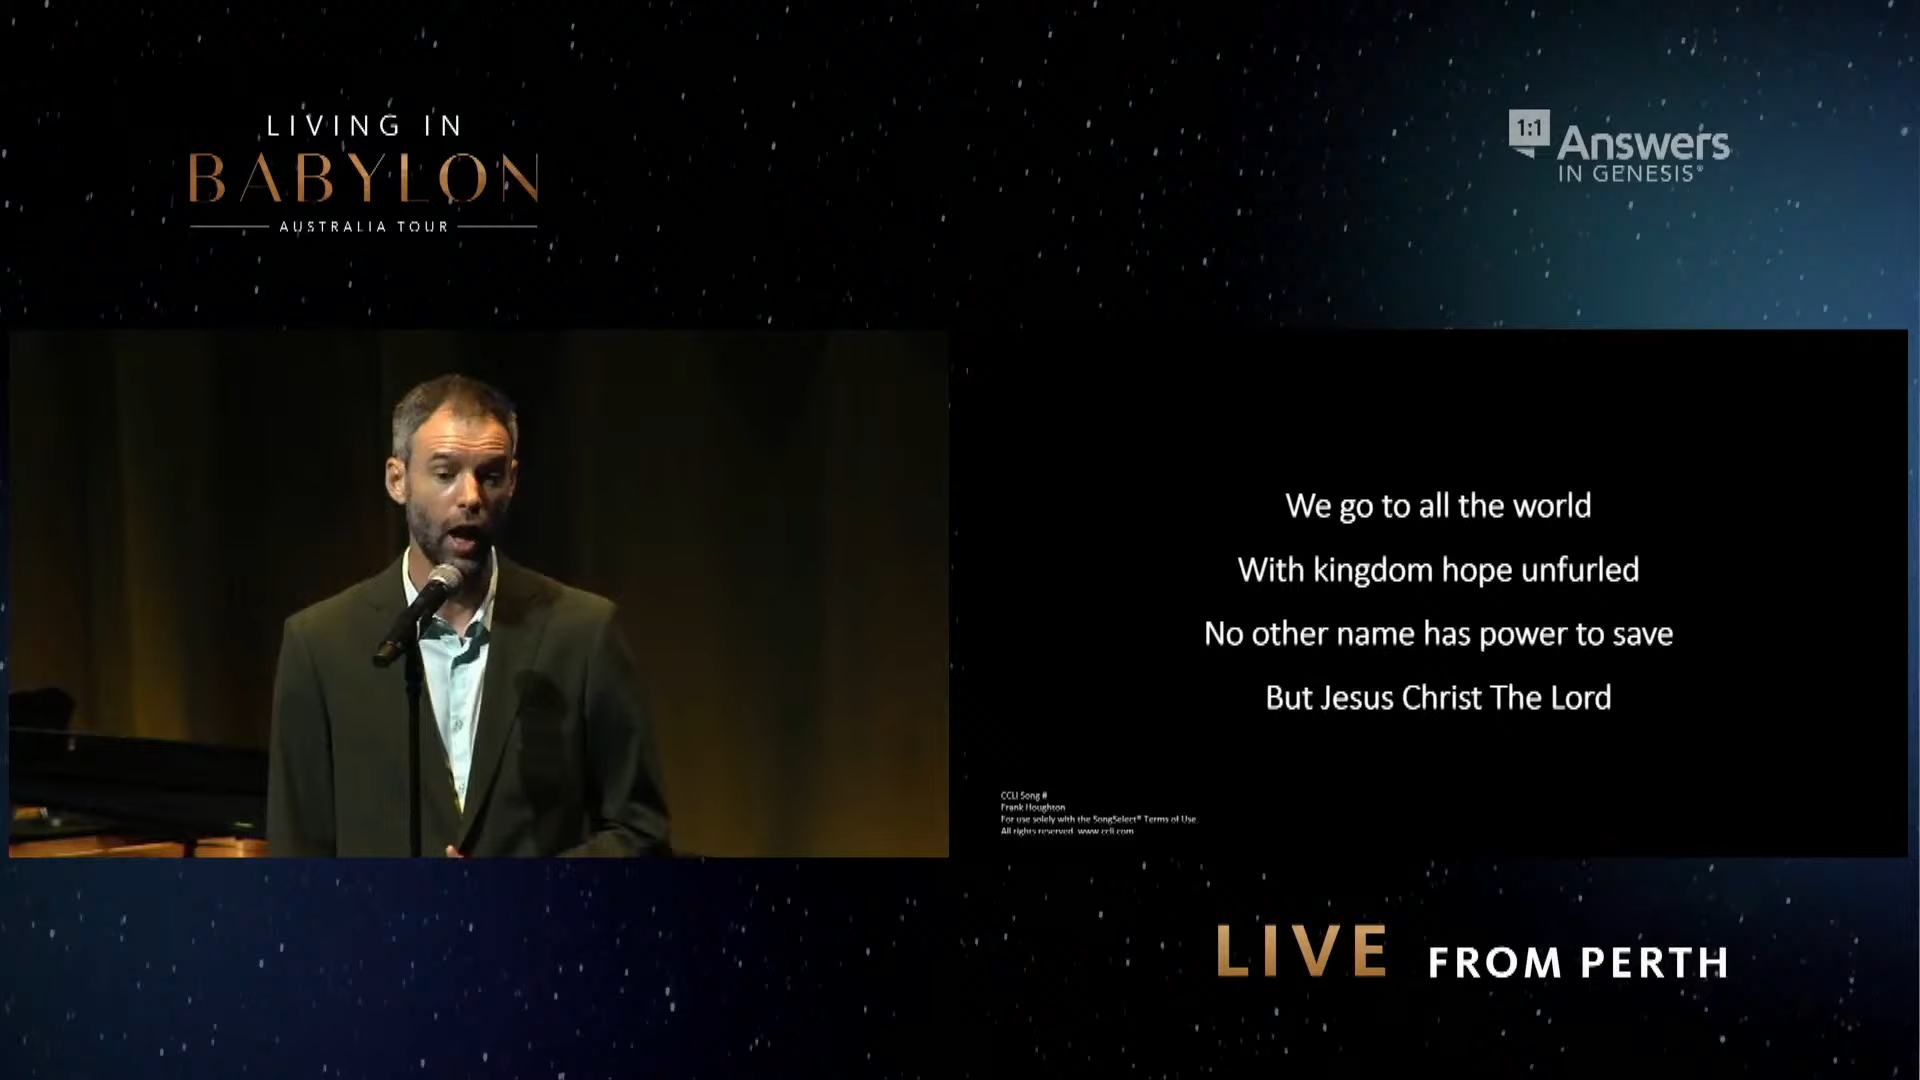 LIVING IN
BABYLON
AUSTRALIA TOUR
1:1
Answers
IN GENESIS®
We go to all the world
With kingdom hope unfurled
No other name has power to save
But Jesus Christ The Lord
CCLI Song #
Frank Houghton
For use solely with the SongSelect® Terms of Use.
All rights reserved. www.ccli.com
LIVE FROM PERTH